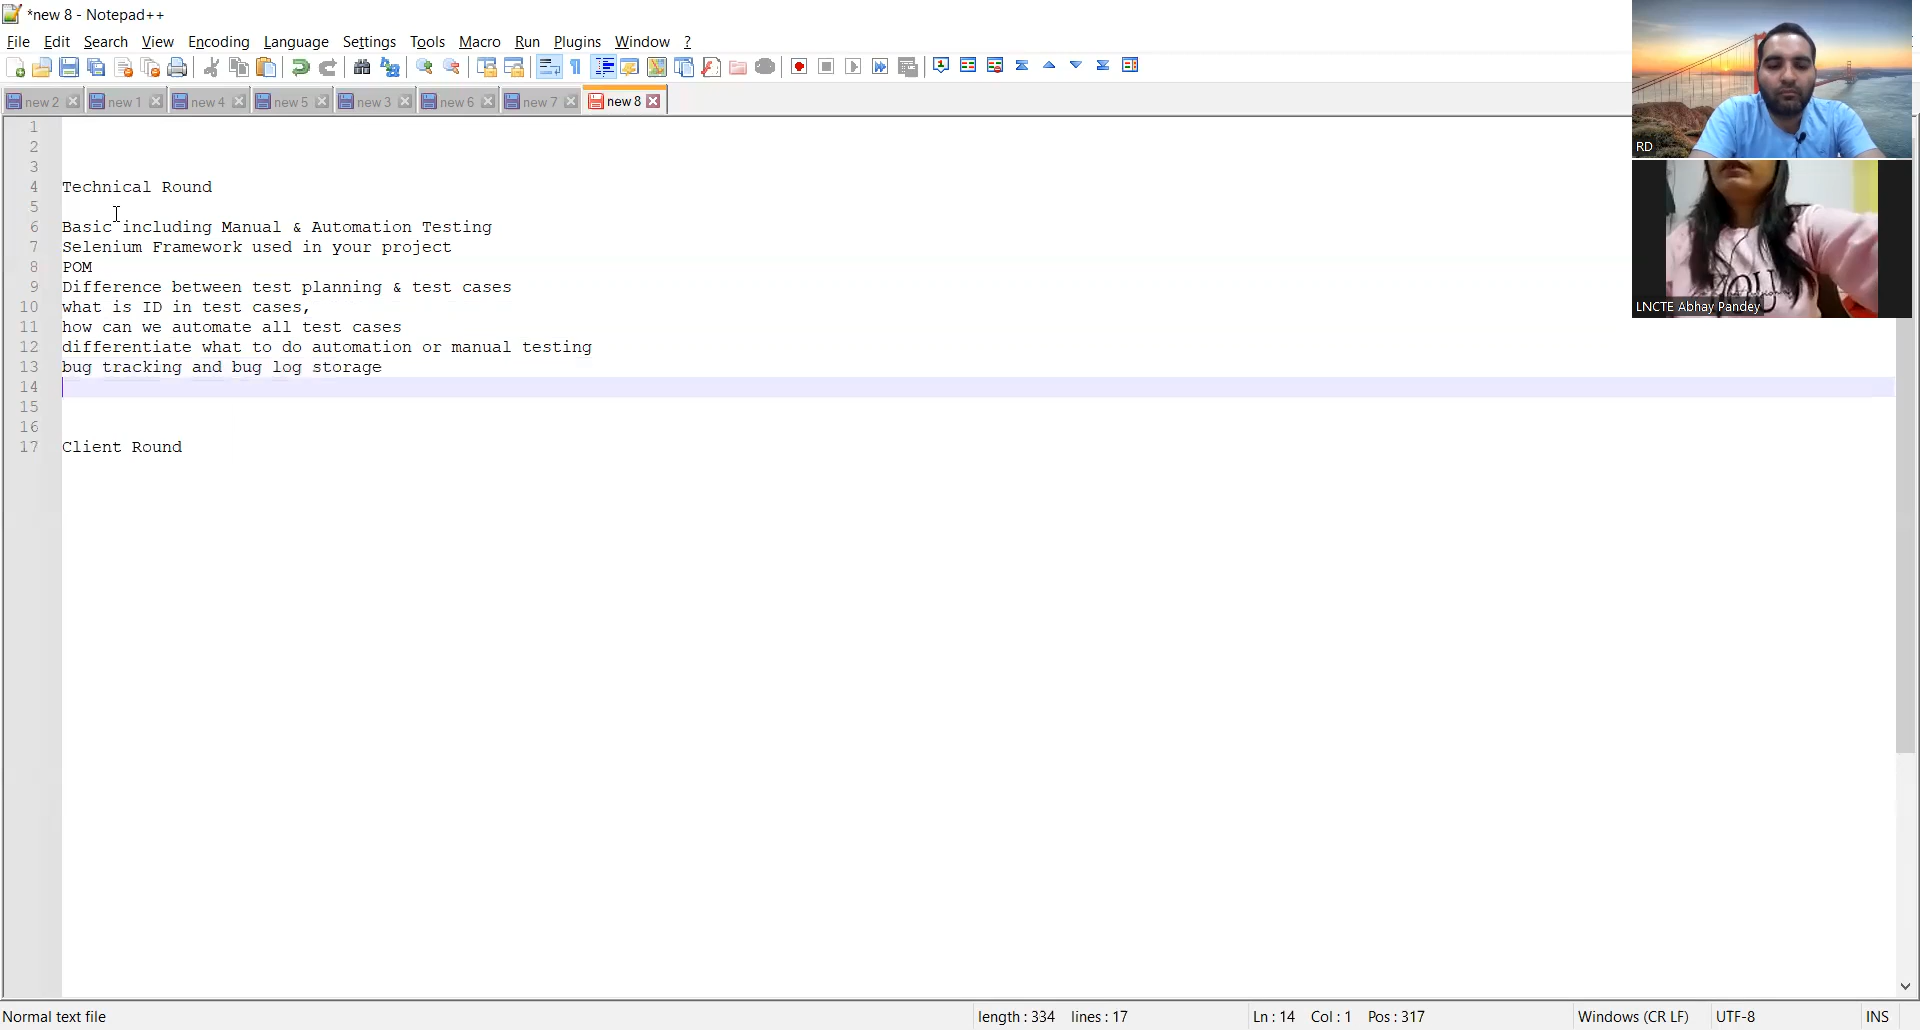 *new 8 - Notepad++
File Edit Search View Encoding Language Settings Tools Macro Run Plugins Window ?
new 2 new 1 new 4 new 5 new 3 new 6 new 7 new 8
1
2
3
4 Technical Round
5
6 Basic including Manual & Automation Testing
7 Selenium Framework used in your project
8 POM
9 Difference between test planning & test cases
10 what is ID in test cases,
11 how can we automate all test cases
12 differentiate what to do automation or manual testing
13 bug tracking and bug log storage
14
15
16
17 Client Round
RD
YOU
LNCTE Abhay Pandey
Normal text file length : 334 lines : 17 Ln : 14 Col : 1 Pos : 317 Windows (CR LF) UTF-8 INS